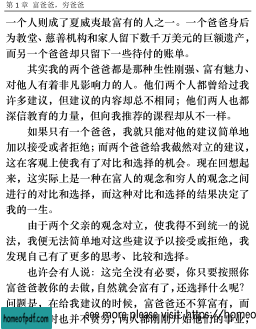 第 1 章 富爸爸，穷爸爸
一个人则成了夏威夷最富有的人之一。一个爸爸身后
为教堂、慈善机构和家人留下数千万美元的巨额遗产，
而另一个爸爸却只留下一些待付的账单。
其实我的两个爸爸都是那种生性刚强、富有魅力、
对他人有着非凡影响力的人。他们两个人都曾给过我
许多建议，但建议的内容却总不相同；他们两人也都
深信教育的力量，但向我推荐的课程却从不一样。
如果只有一个爸爸，我就只能对他的建议简单地
加以接受或者拒绝；而两个爸爸给我截然对立的建议，
这在客观上使我有了对比和选择的机会。现在回想起
来，这实际上是一种在富人的观念和穷人的观念之间
进行的对比和选择，而这种对比和选择的结果决定了
我的一生。
由于两个父亲的观念对立，使我得不到统一的说
法，我便无法简单地对这些建议予以接受或拒绝，我
发现自己有了更多的思考、比较和选择。
也许会有人说：这完全没有必要，你只要按照你
富爸爸教你的去做，自然就会富有了，还选择什么呢？
问题是，在给我建议的时候，富爸爸还不算富有，而
时也并不贫穷，两人都刚刚开始他们的事业，
homeofpdf.com
see more please visit: https://homeofpdf.com